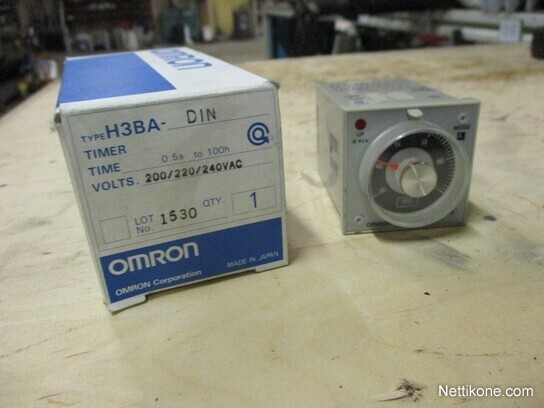 OMRON
TYPE H3BA- DIN
TIMER
TIME 0.5s to 100h
VOLTS. 200/220/240VAC
LOT No. 1530 QTY. 1
OMRON
MADE IN JAPAN
OMRON Corporation
UP
Nettikone.com